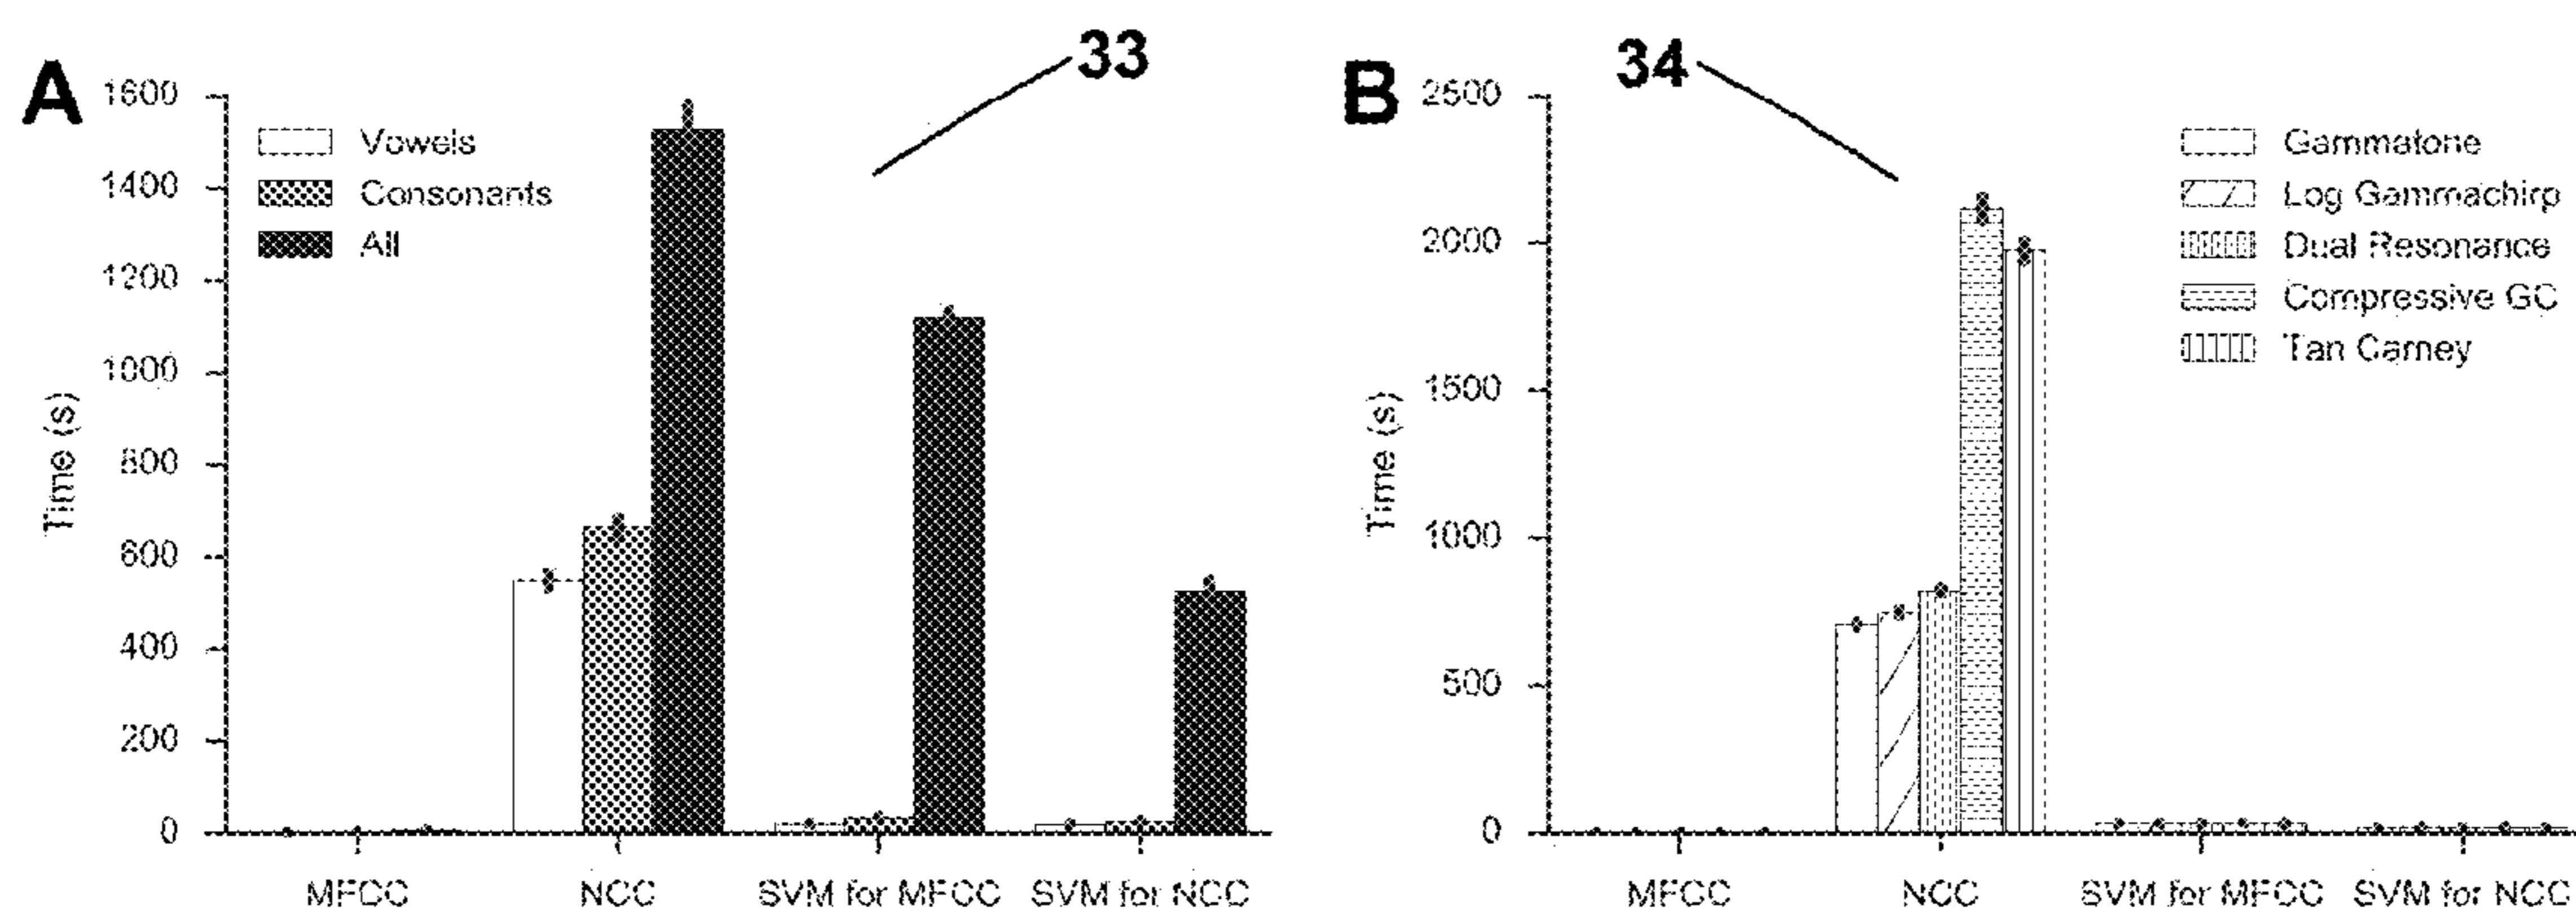 A
33
1600
1400
1200
1000
800
600
400
200
0
Time (s)
Vowels
Consonants
All
MFCC
NCC
SVM for MFCC
SVM for NCC
B
34
2500
2000
1500
1000
500
0
Time (s)
Gammatone
Log Gammachirp
Dual Resonance
Compressive GC
Tan Carney
MFCC
NCC
SVM for MFCC
SVM for NCC